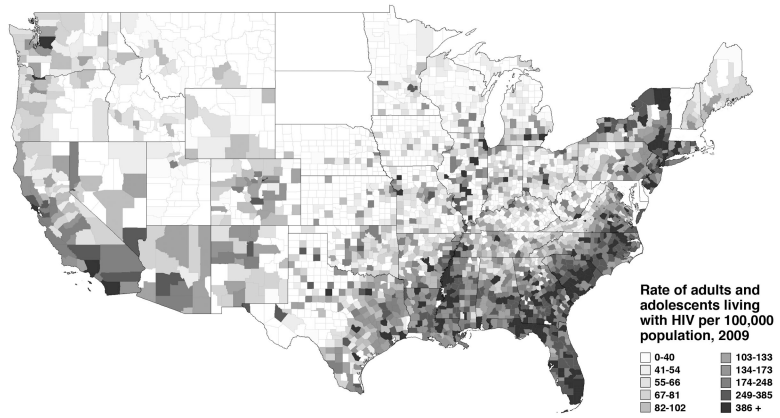 Rate of adults and
adolescents living
with HIV per 100,000
population, 2009
0-40
41-54
55-66
67-81
82-102
103-133
134-173
174-248
249-385
386 +